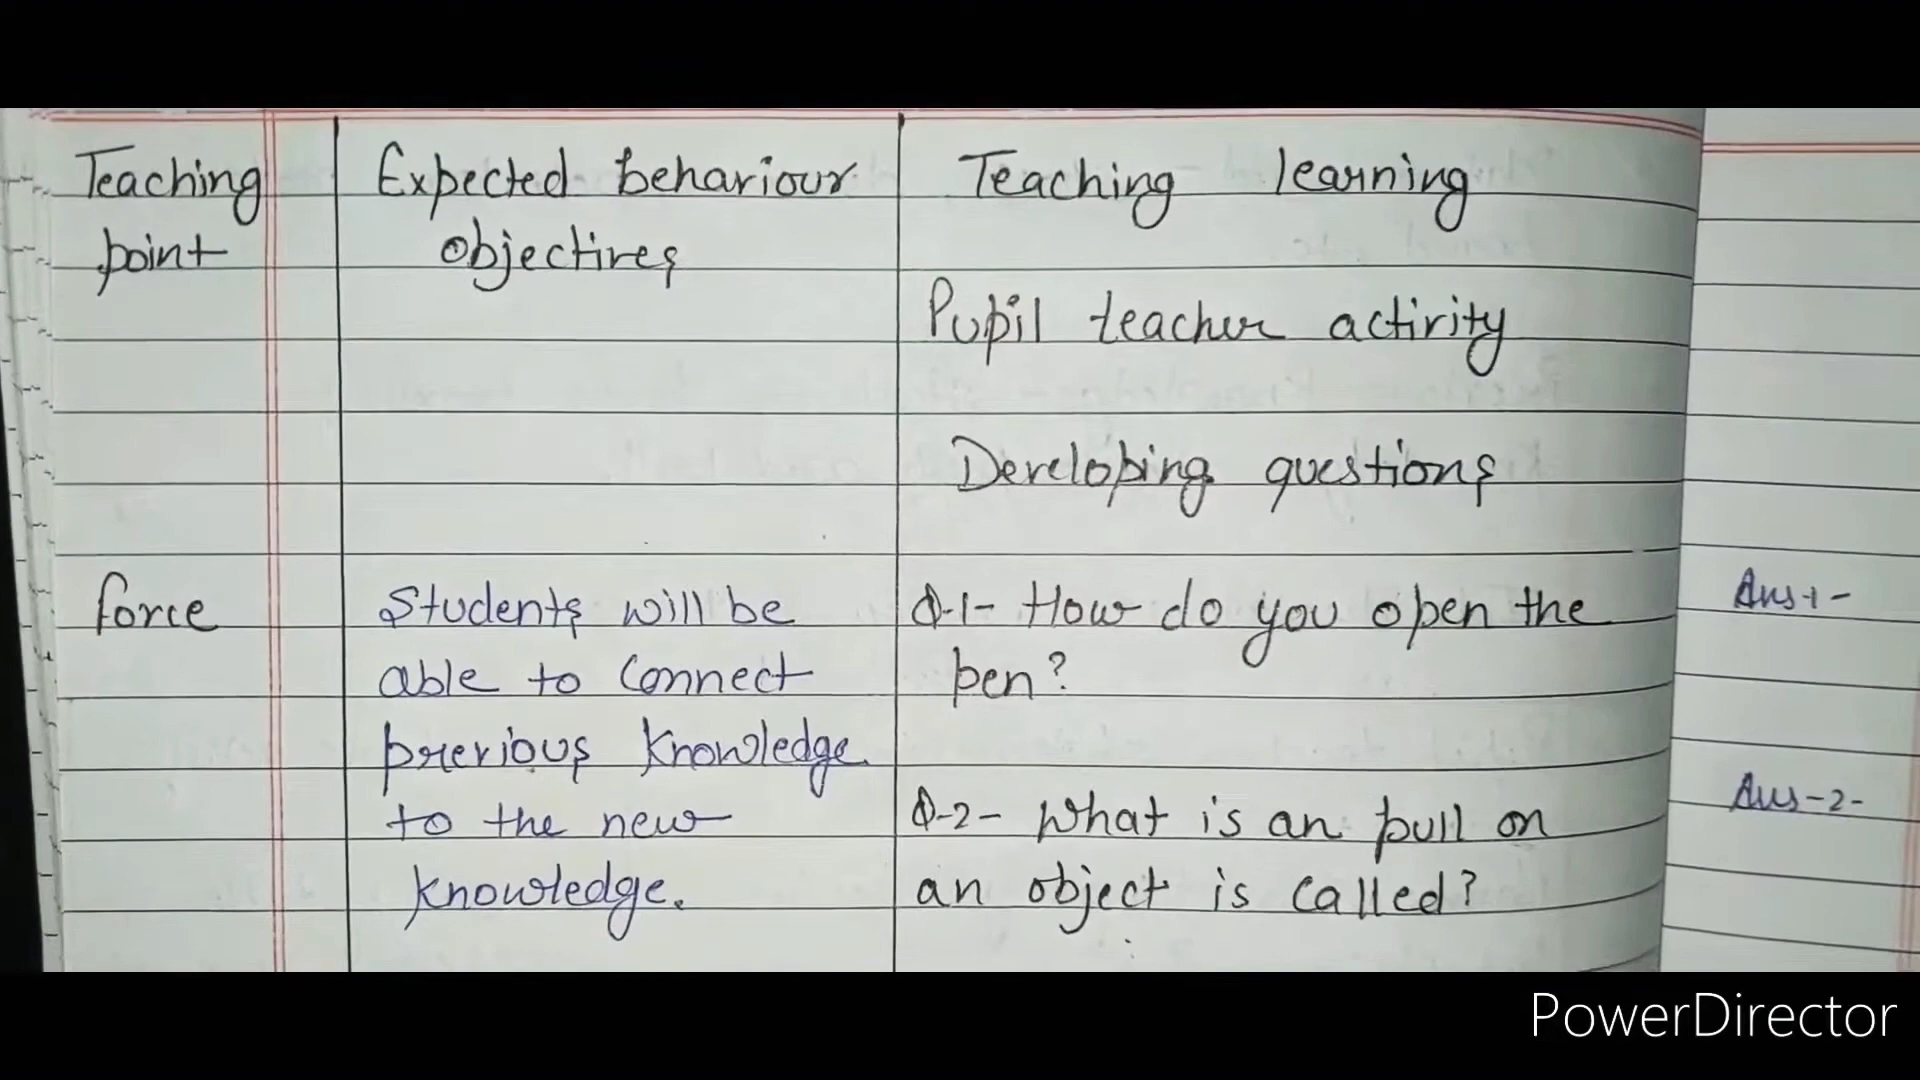 Teaching
point
Expected behaviour
objectives
Teaching learning
Pupil teacher activity
Developing questions
force
Students will be
able to connect
previous knowledge
to the new
knowledge.
Q-1- How do you open the
pen?
Q-2- What is an pull on
an object is called?
Ans-1-
Ans-2-
PowerDirector